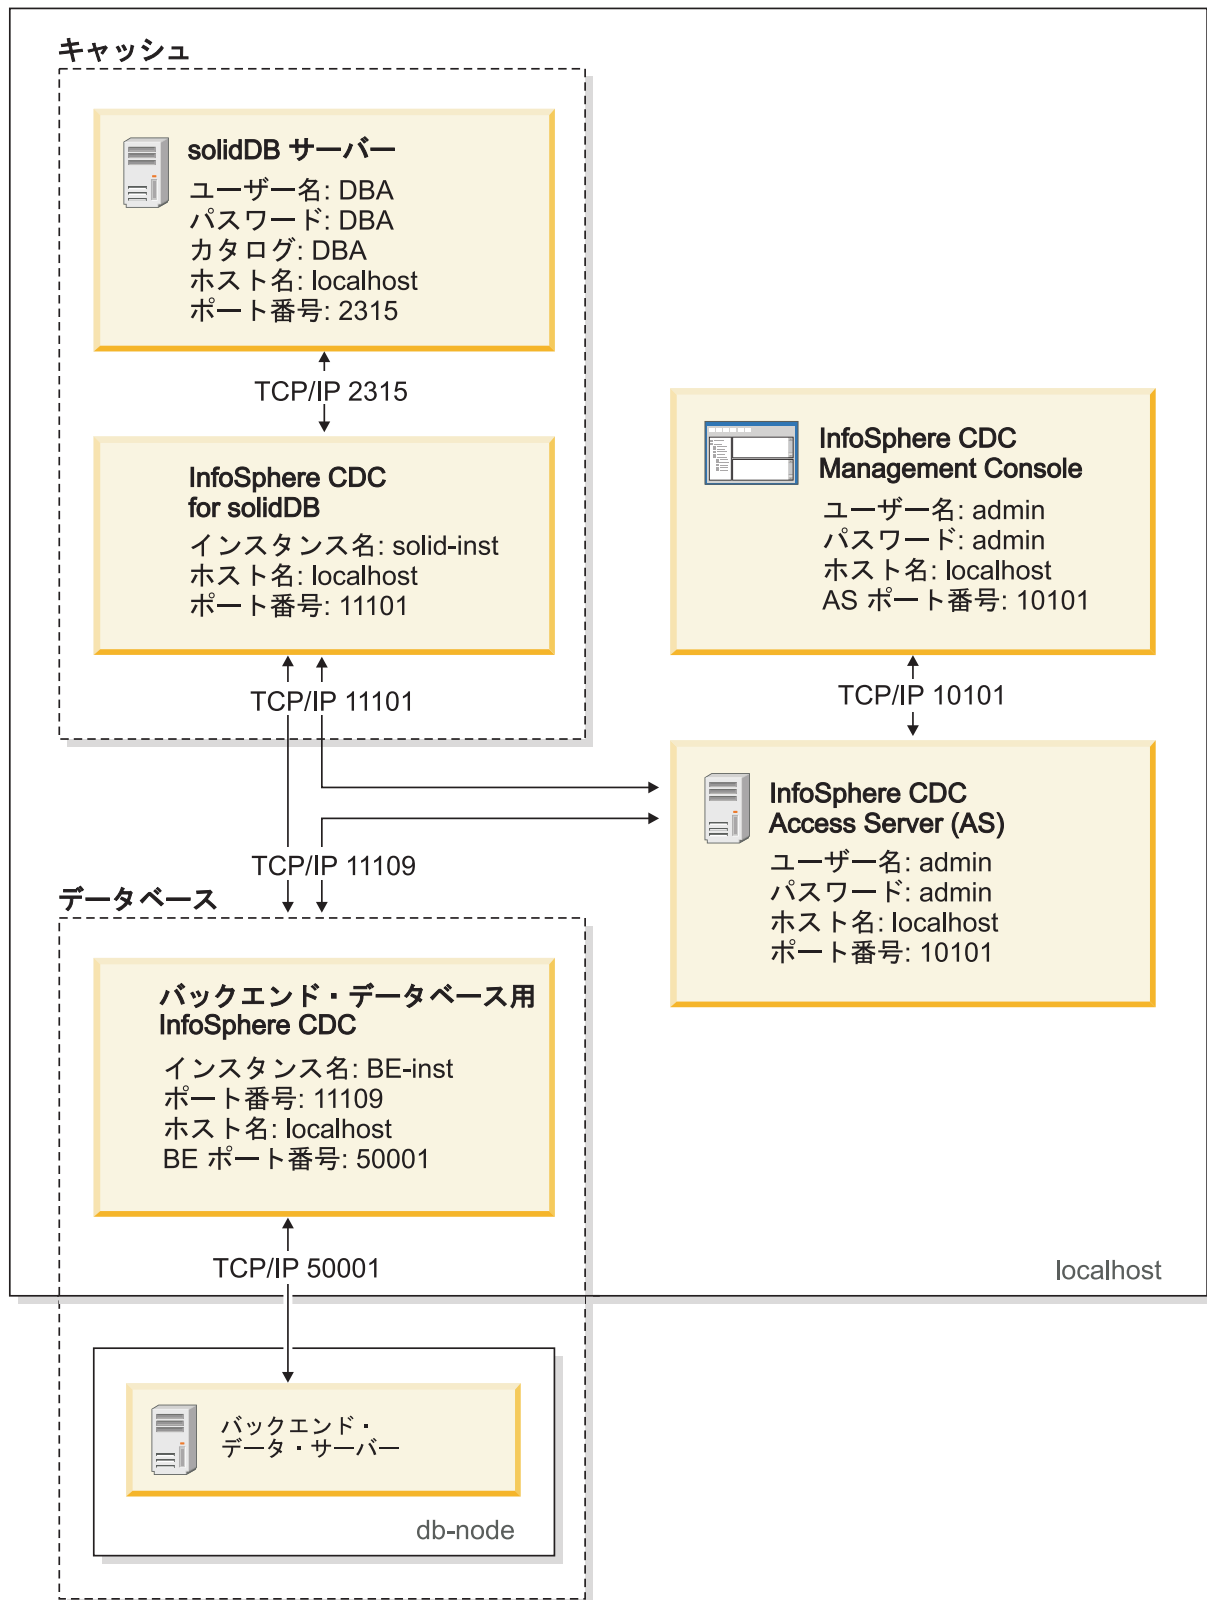 キャッシュ
solidDB サーバー
ユーザー名: DBA
パスワード: DBA
カタログ: DBA
ホスト名: localhost
ポート番号: 2315
TCP/IP 2315
InfoSphere CDC
for solidDB
インスタンス名: solid-inst
ホスト名: localhost
ポート番号: 11101
TCP/IP 11101
InfoSphere CDC
Management Console
ユーザー名: admin
パスワード: admin
ホスト名: localhost
AS ポート番号: 10101
TCP/IP 10101
InfoSphere CDC
Access Server (AS)
ユーザー名: admin
パスワード: admin
ホスト名: localhost
ポート番号: 10101
TCP/IP 11109
データベース
バックエンド・データベース用
InfoSphere CDC
インスタンス名: BE-inst
ポート番号: 11109
ホスト名: localhost
BE ポート番号: 50001
TCP/IP 50001
localhost
バックエンド・
データ・サーバー
db-node